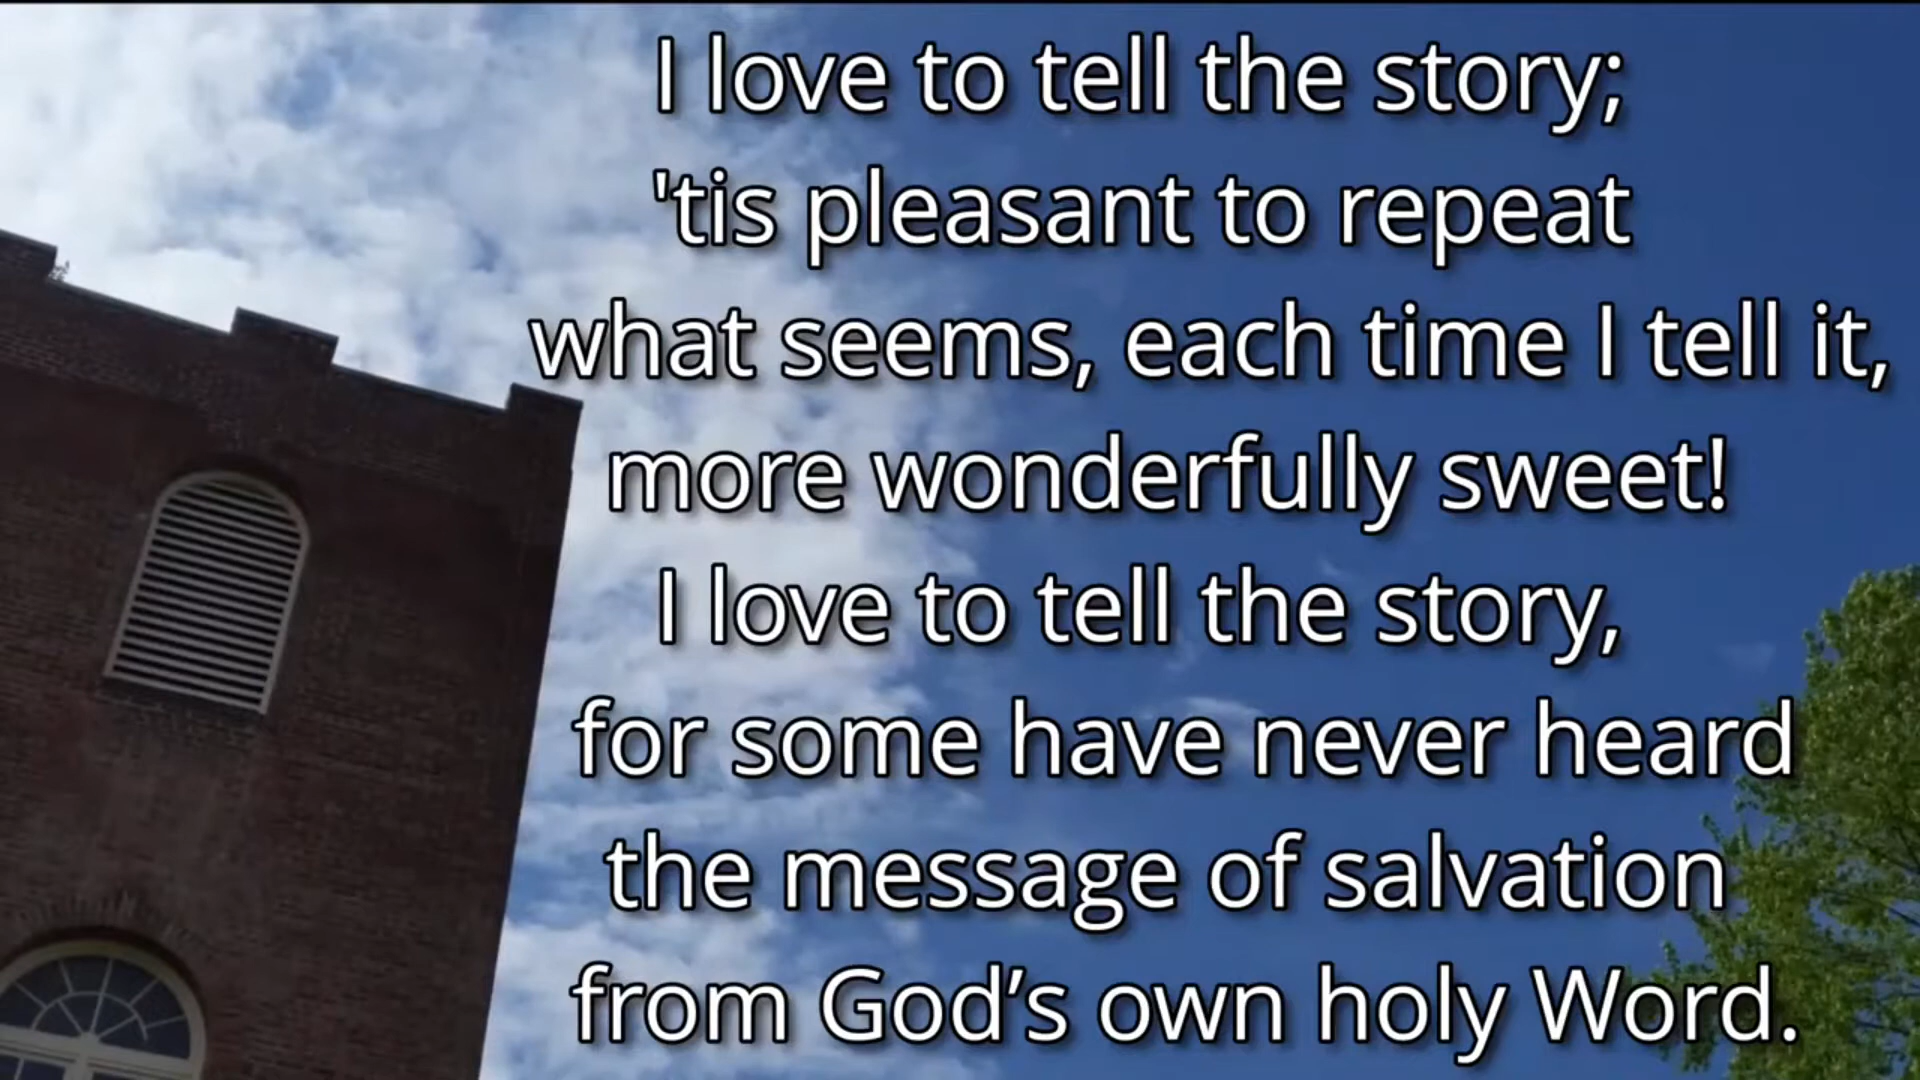 I love to tell the story;
'tis pleasant to repeat
what seems, each time I tell it,
more wonderfully sweet!
I love to tell the story,
for some have never heard
the message of salvation
from God’s own holy Word.